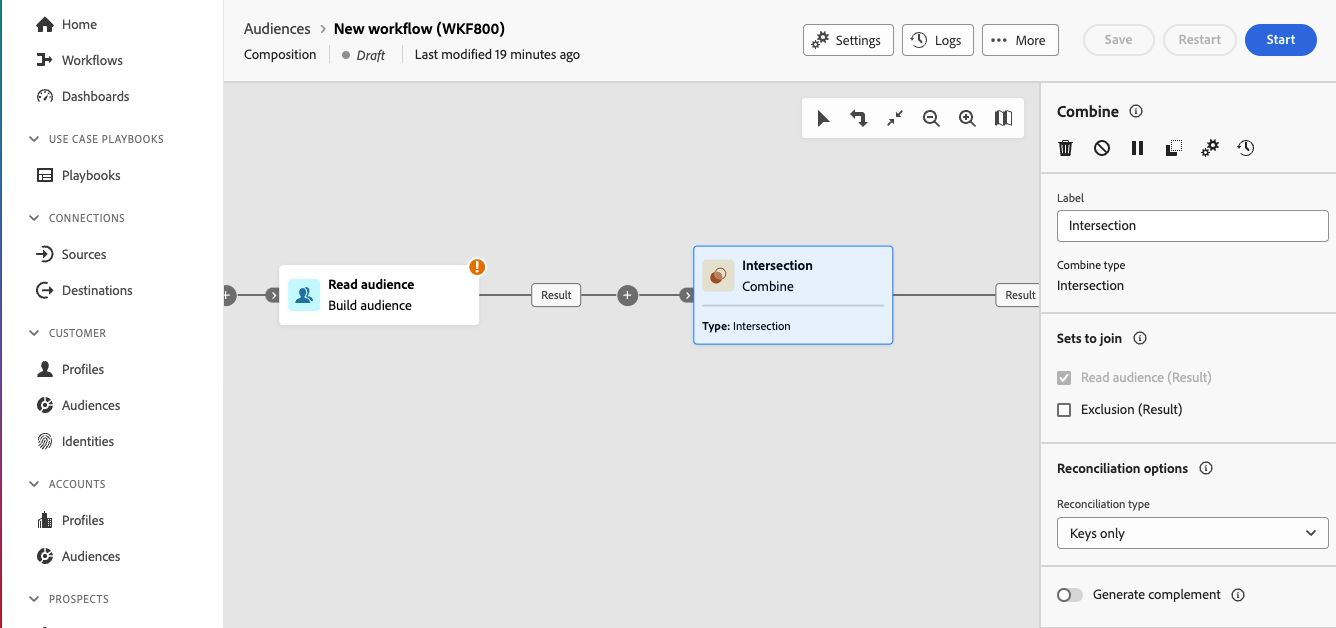 Home
Workflows
Dashboards
USE CASE PLAYBOOKS
Playbooks
CONNECTIONS
Sources
Destinations
CUSTOMER
Profiles
Audiences
Identities
ACCOUNTS
Profiles
Audiences
PROSPECTS
Audiences > New workflow (WKF800)
Composition Draft Last modified 19 minutes ago
Settings Logs More Save Restart Start
Read audience
Build audience
Result
Intersection
Combine
Type: Intersection
Result
Combine
Label
Intersection
Combine type
Intersection
Sets to join
Read audience (Result)
Exclusion (Result)
Reconciliation options
Reconciliation type
Keys only
Generate complement